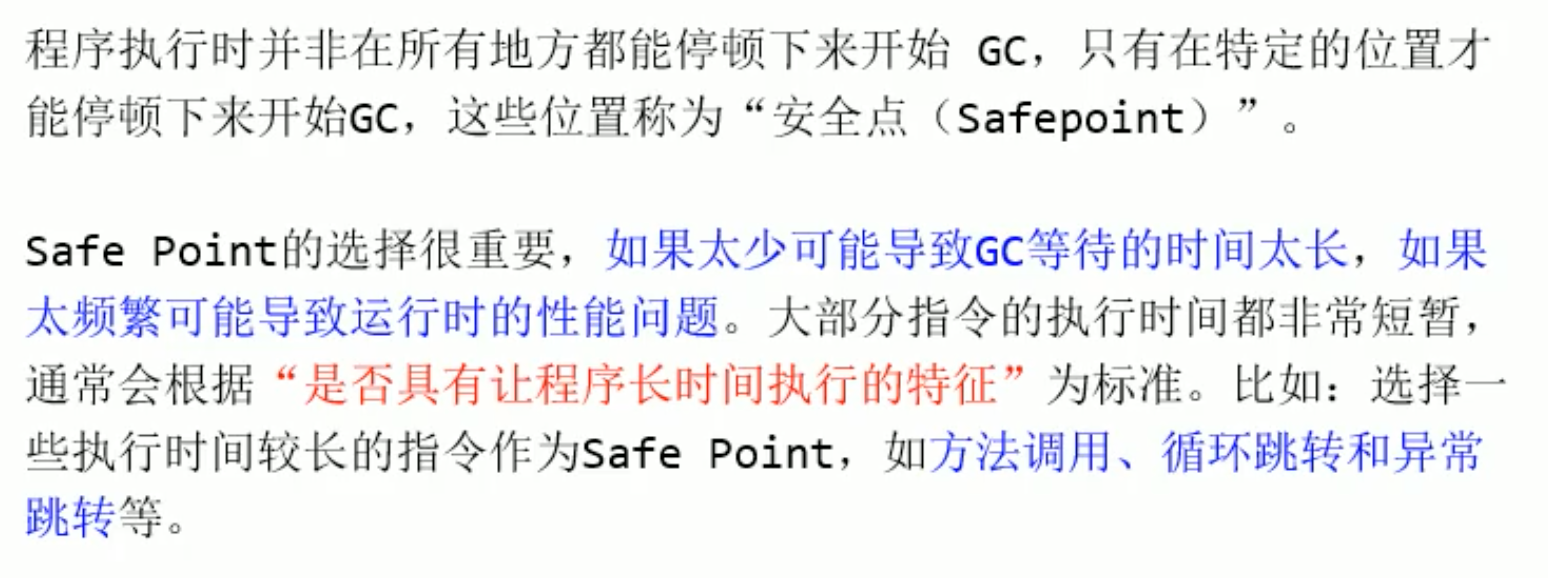 程序执行时并非在所有地方都能停顿下来开始 GC，只有在特定的位置才
能停顿下来开始GC，这些位置称为“安全点（Safepoint）”。
Safe Point的选择很重要，如果太少可能导致GC等待的时间太长，如果
太频繁可能导致运行时的性能问题。大部分指令的执行时间都非常短暂，
通常会根据“是否具有让程序长时间执行的特征”为标准。比如：选择一
些执行时间较长的指令作为Safe Point，如方法调用、循环跳转和异常
跳转等。